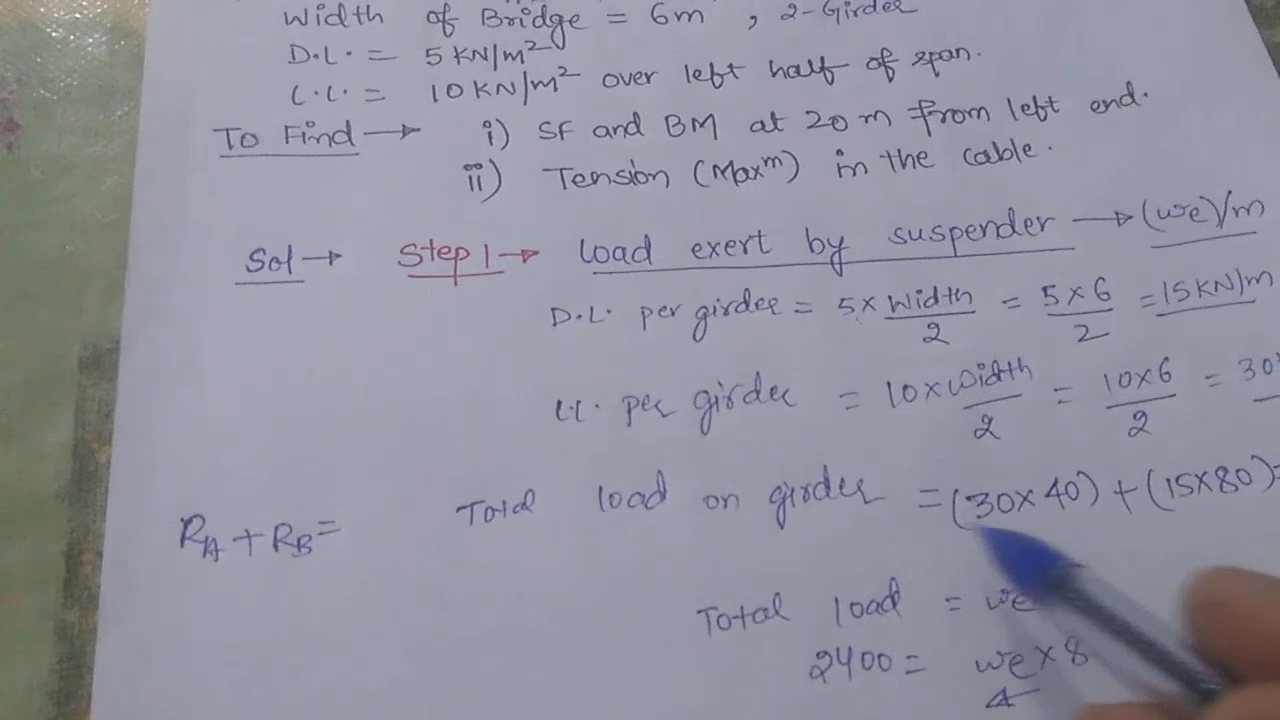 Width of Bridge = 6m , 2-Girder
D.L. = 5 KN/m²
L.L. = 10 KN/m² over left half of span.
To Find → i) SF and BM at 20 m from left end.
ii) Tension (Maxᵐ) in the cable.
Sol → Step 1 → load exert by suspender → (we)/m
D.L. per girder = 5 × Width/2 = 5×6/2 = 15 KN/m
L.L. per girder = 10 × Width/2 = 10×6/2 = 30
RA + RB = Total load on girder = (30×40) + (15×80) =
Total load = we
2400 = we × 8